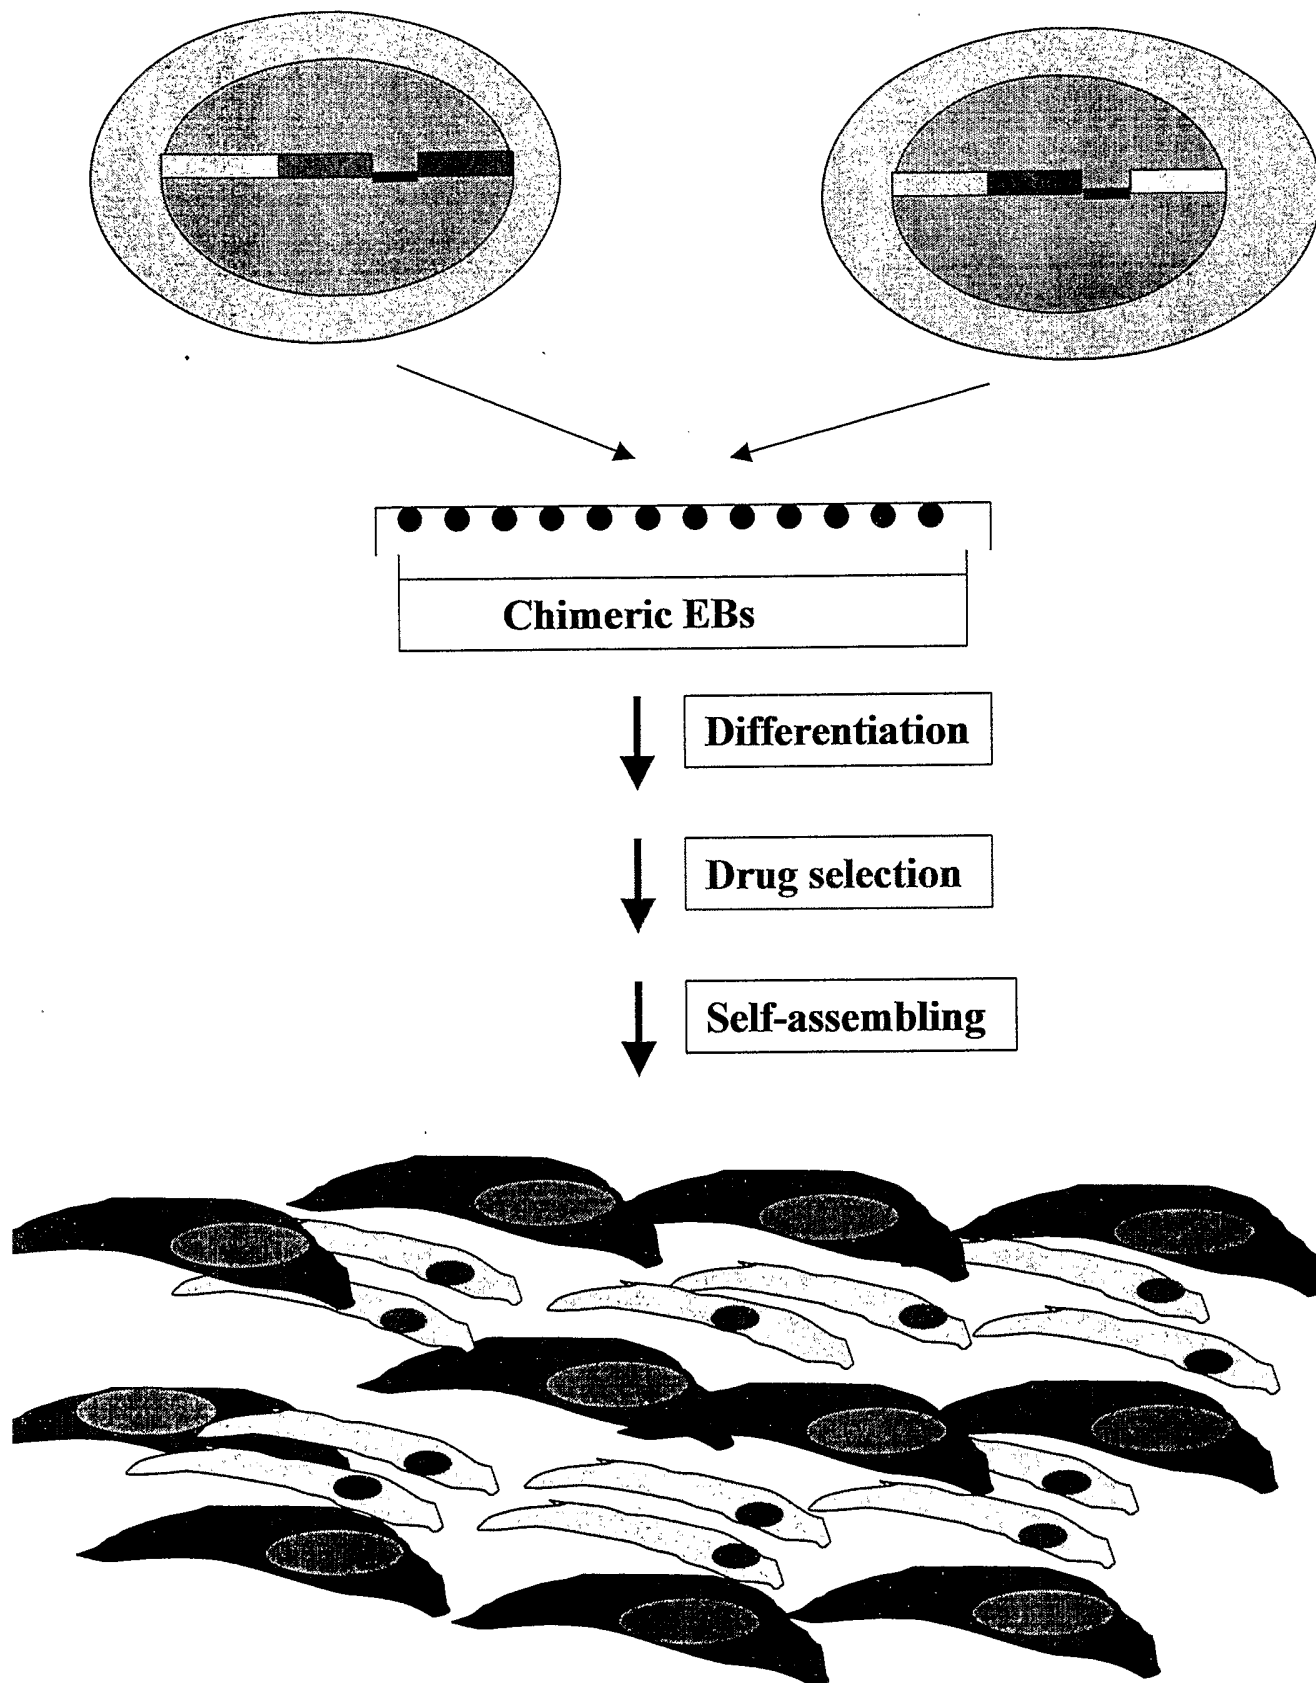 Chimeric EBs
Differentiation
Drug selection
Self-assembling